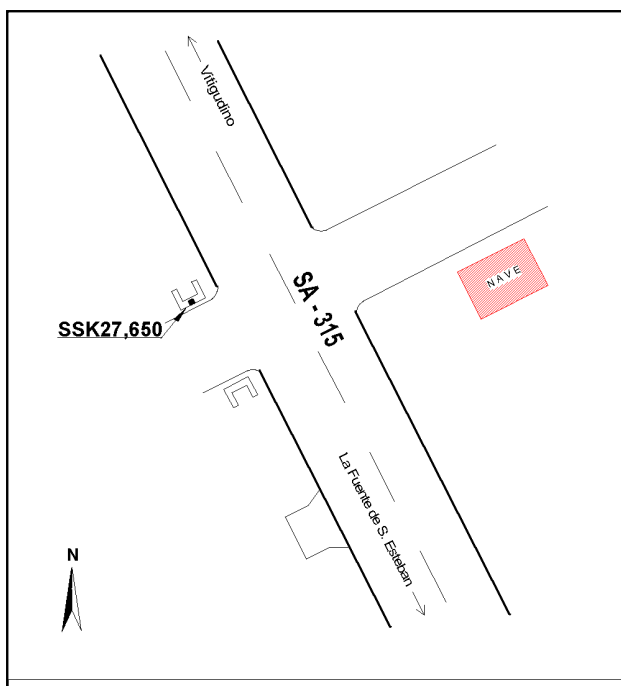 Vitigudino
NAVE
SA - 315
SSK27,650
La Fuente de S. Esteban
N